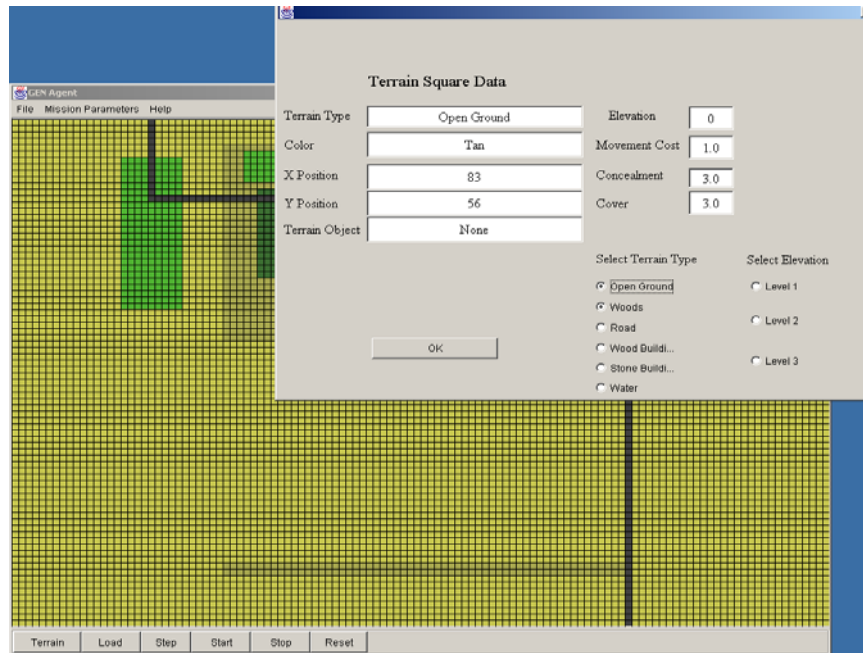 Terrain Square Data
Terrain Type Open Ground Elevation 0
Color Tan Movement Cost 1.0
X Position 83 Concealment 3.0
Y Position 56 Cover 3.0
Terrain Object None
Select Terrain Type Select Elevation
Open Ground Level 1
Woods
Road Level 2
Wood Buildi...
Stone Buildi... Level 3
Water
OK
GEN Agent
File Mission Parameters Help
Terrain Load Step Start Stop Reset